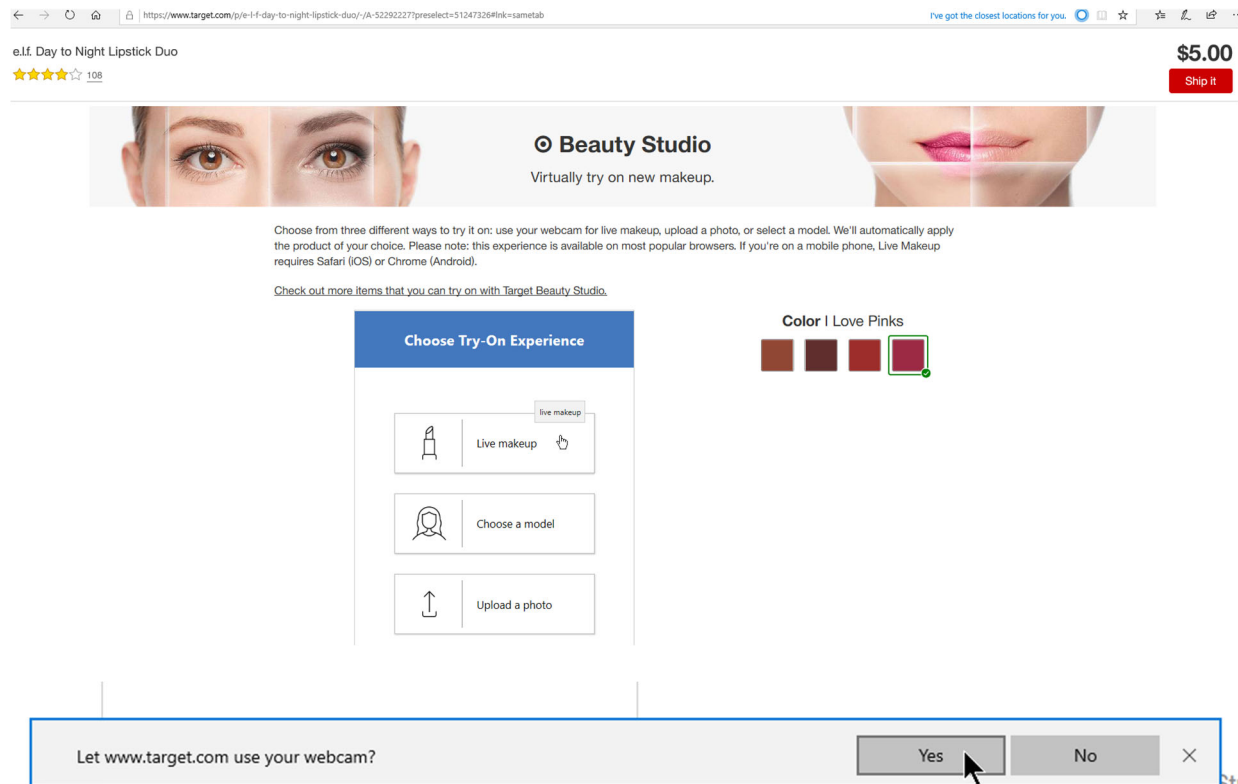 https://www.target.com/p/e-l-f-day-to-night-lipstick-duo/-/A-52292227?preselect=51247326#lnk=sametab
I've got the closest locations for you.
e.l.f. Day to Night Lipstick Duo
$5.00
108
Ship it
Beauty Studio
Virtually try on new makeup.
Choose from three different ways to try it on: use your webcam for live makeup, upload a photo, or select a model. We'll automatically apply
the product of your choice. Please note: this experience is available on most popular browsers. If you're on a mobile phone, Live Makeup
requires Safari (iOS) or Chrome (Android).
Check out more items that you can try on with Target Beauty Studio.
Choose Try-On Experience
Color I Love Pinks
live makeup
Live makeup
Choose a model
Upload a photo
Let www.target.com use your webcam?
Yes
No